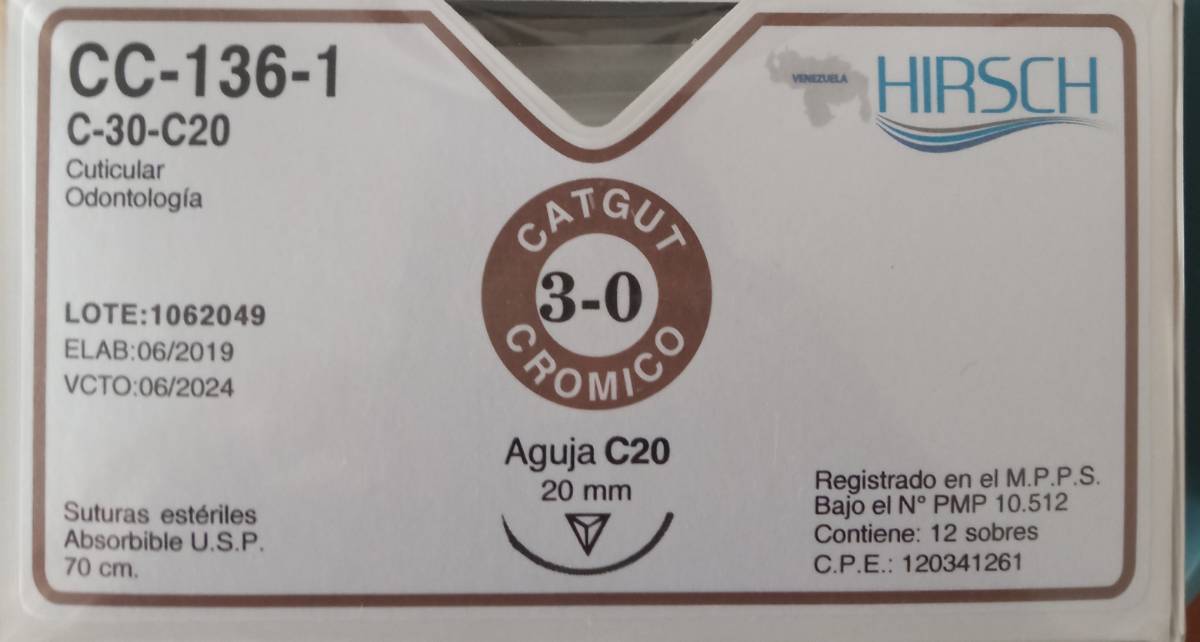 CC-136-1
C-30-C20
Cuticular
Odontología
VENEZUELA
HIRSCH
CATGUT
3-0
CROMICO
LOTE:1062049
ELAB:06/2019
VCTO:06/2024
Aguja C20
20 mm
Suturas estériles
Absorbible U.S.P.
70 cm.
Registrado en el M.P.P.S.
Bajo el Nº PMP 10.512
Contiene: 12 sobres
C.P.E.: 120341261